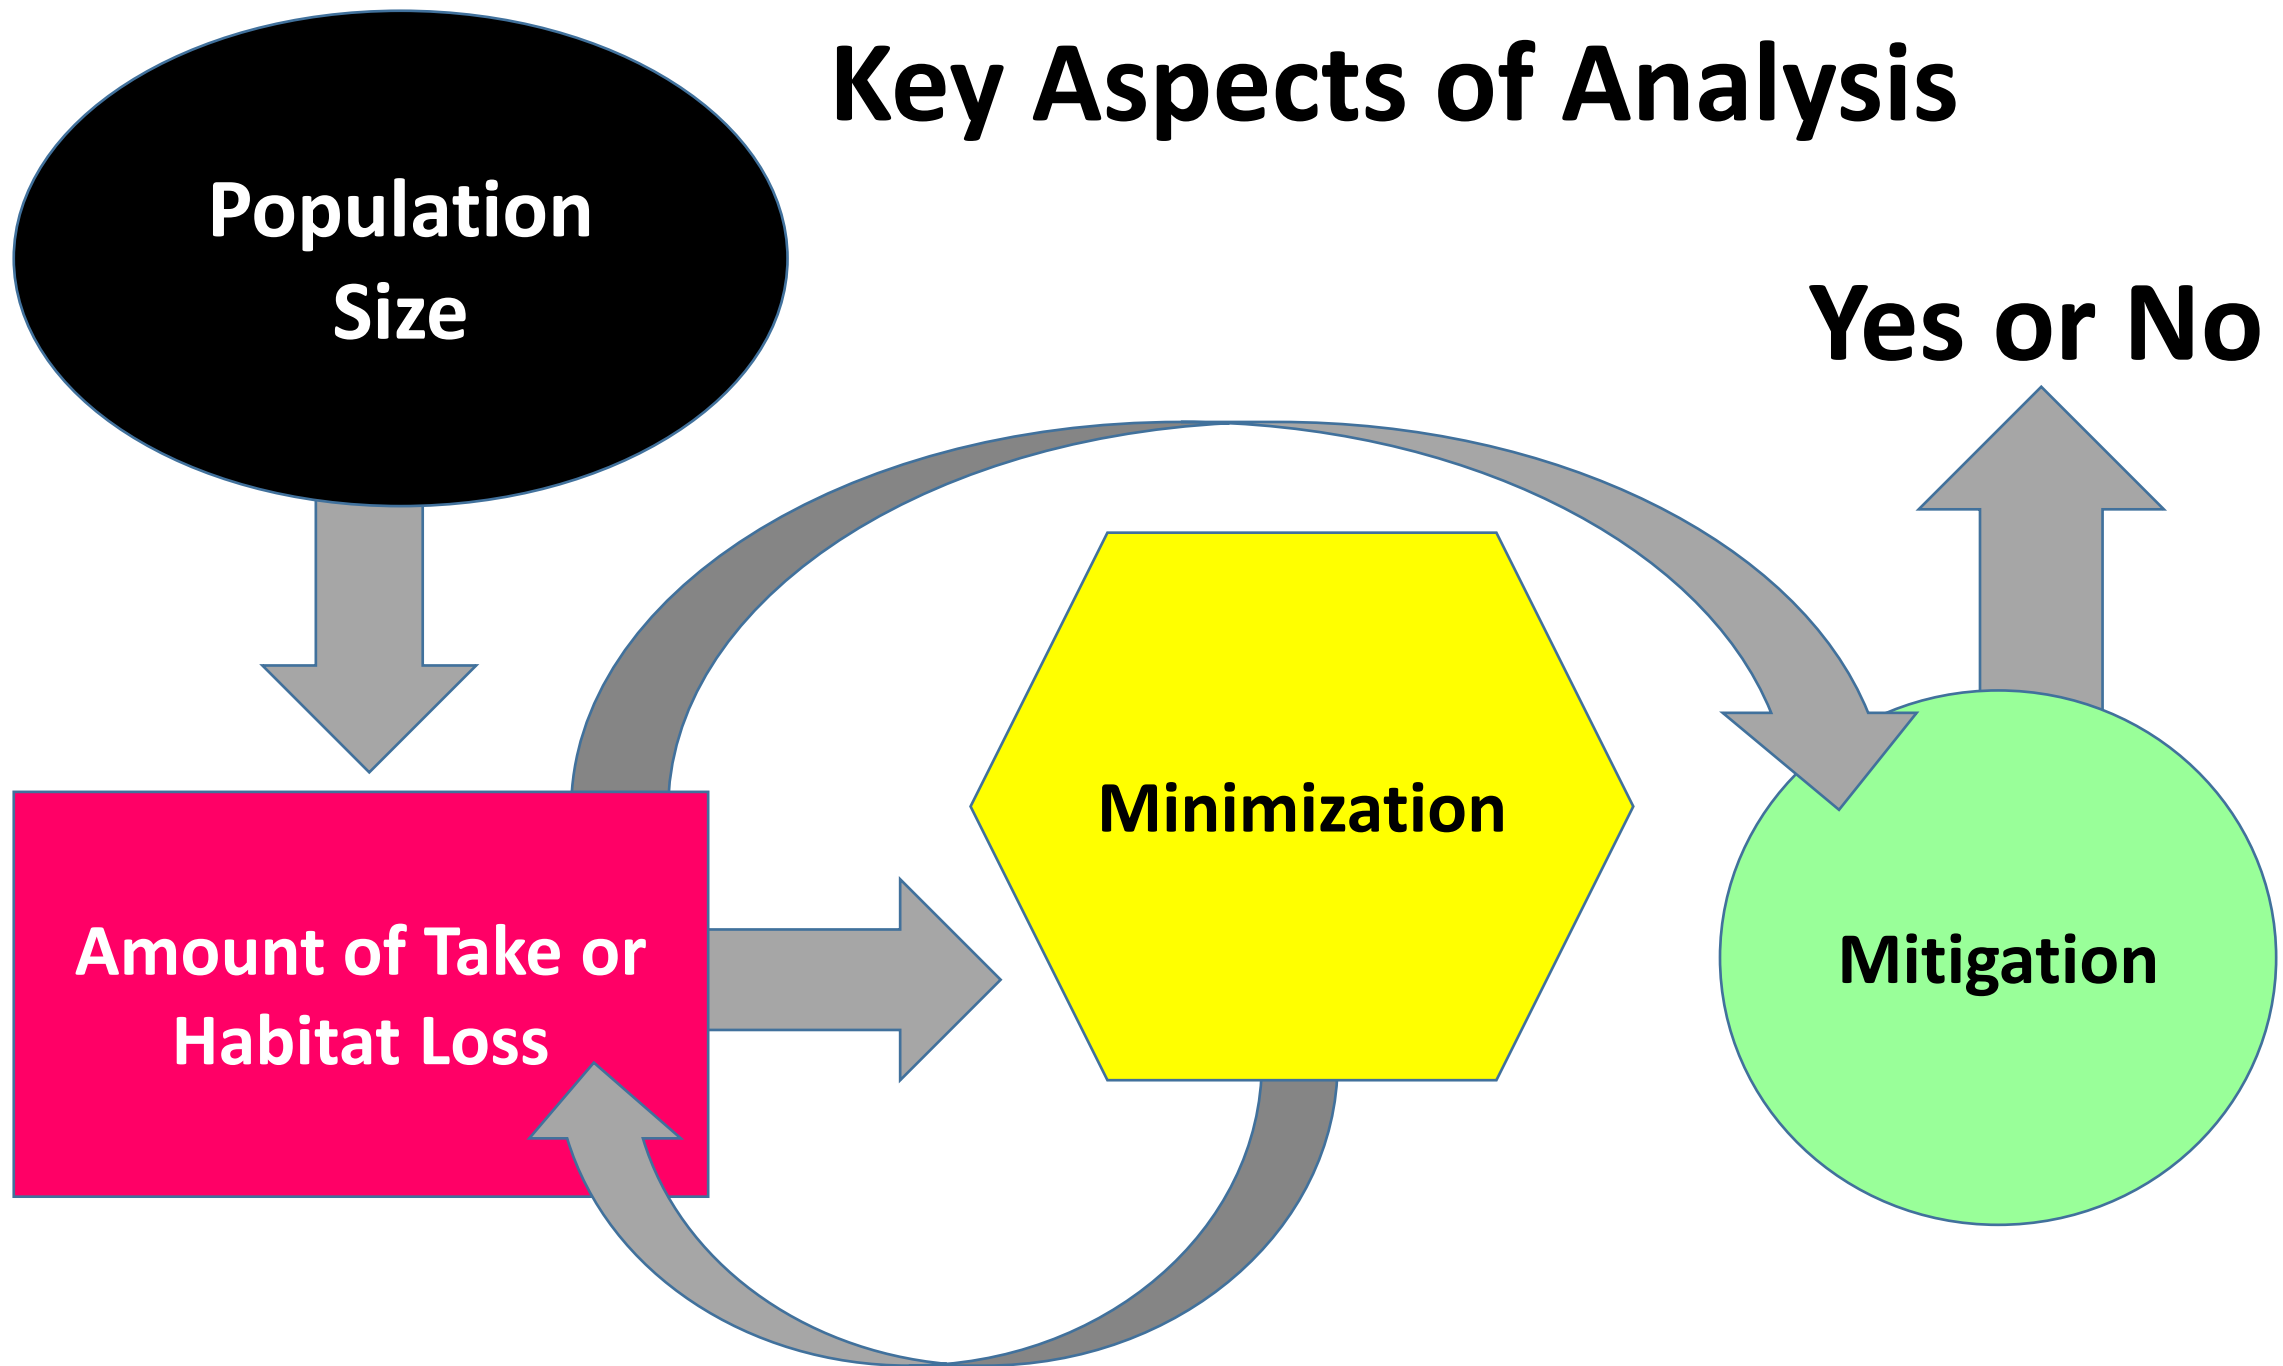 Key Aspects of Analysis
Population
Size
Yes or No
Minimization
Amount of Take or
Habitat Loss
Mitigation